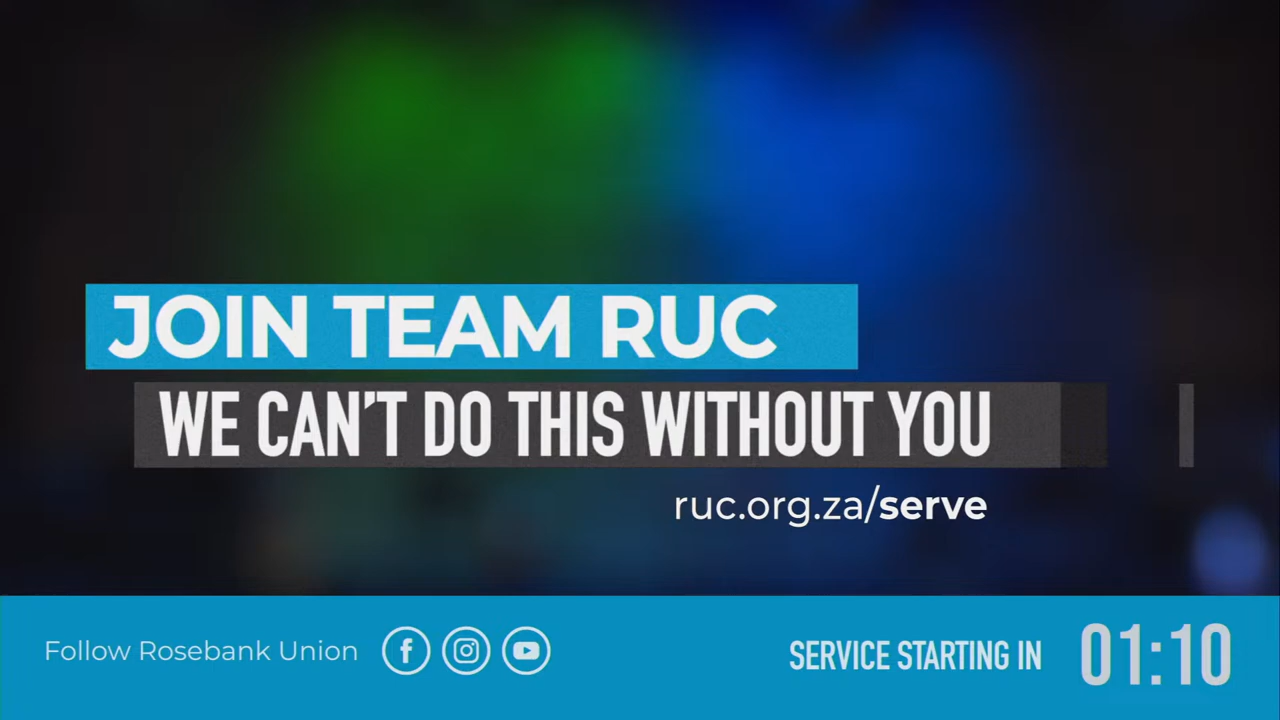 JOIN TEAM RUC
WE CAN'T DO THIS WITHOUT YOU
ruc.org.za/serve
Follow Rosebank Union
SERVICE STARTING IN 01:10